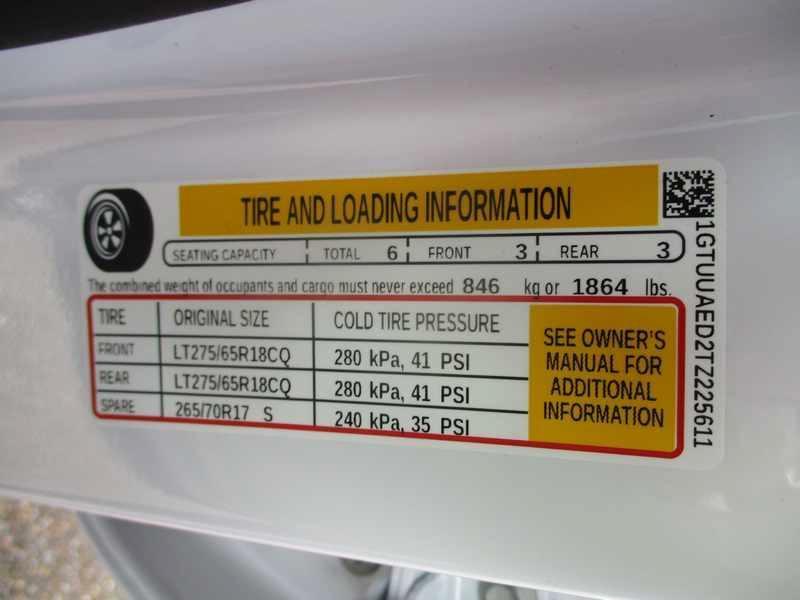 TIRE AND LOADING INFORMATION
SEATING CAPACITY TOTAL 6 FRONT 3 REAR 3
The combined weight of occupants and cargo must never exceed 846 kg or 1864 lbs.
TIRE ORIGINAL SIZE COLD TIRE PRESSURE
FRONT LT275/65R18CQ 280 kPa, 41 PSI
REAR LT275/65R18CQ 280 kPa, 41 PSI
SPARE 265/70R17 S 240 kPa, 35 PSI
SEE OWNER'S
MANUAL FOR
ADDITIONAL
INFORMATION
1GTUUAED2TZ225611